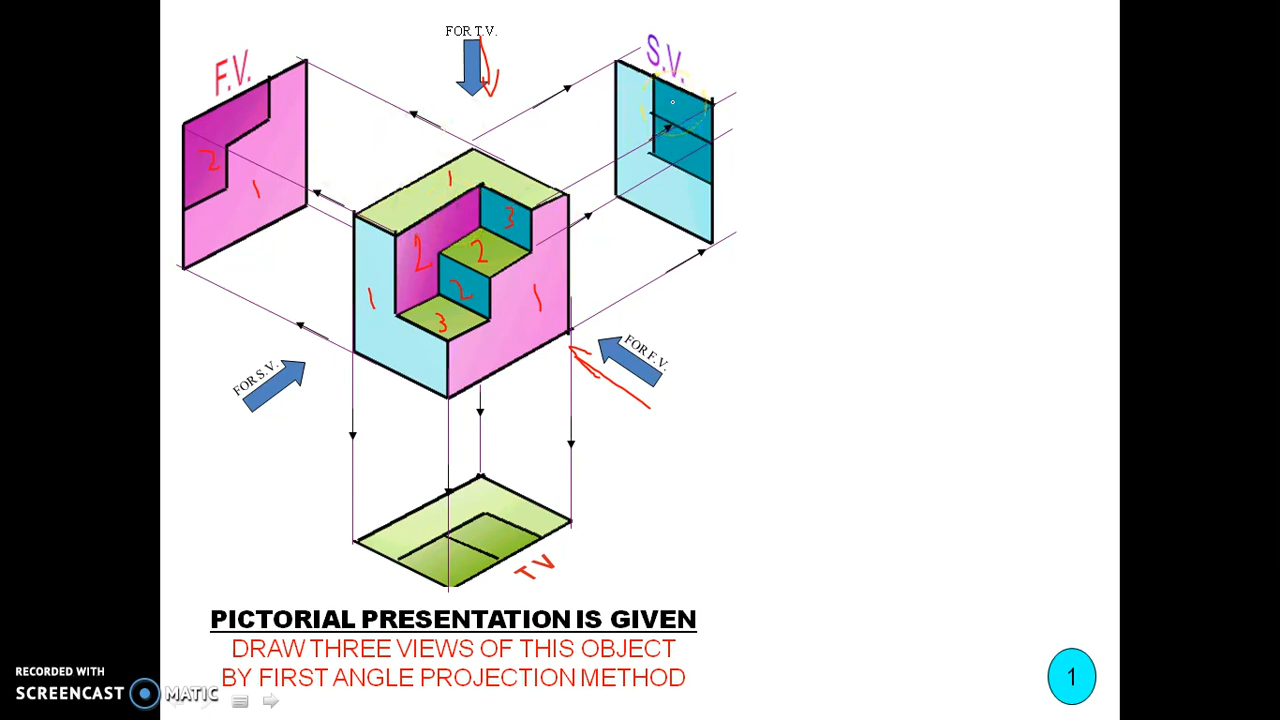 FOR T.V.
F.V.
S.V.
1
2
1
2
3
2
2
3
1
1
FOR F.V.
FOR S.V.
TV
PICTORIAL PRESENTATION IS GIVEN
DRAW THREE VIEWS OF THIS OBJECT
BY FIRST ANGLE PROJECTION METHOD
1
RECORDED WITH
SCREENCAST MATIC